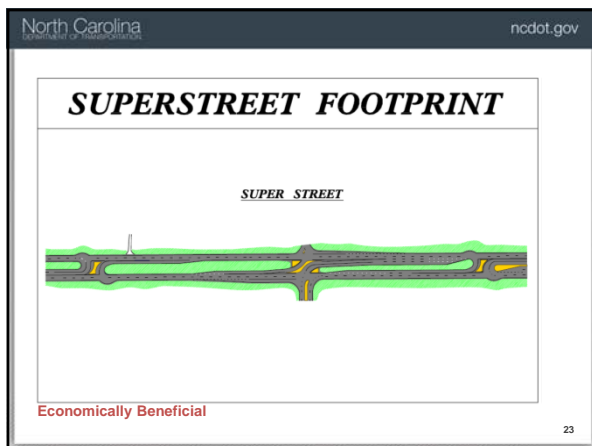 North Carolina
DEPARTMENT OF TRANSPORTATION
ncdot.gov
SUPERSTREET FOOTPRINT
SUPER STREET
Economically Beneficial
23